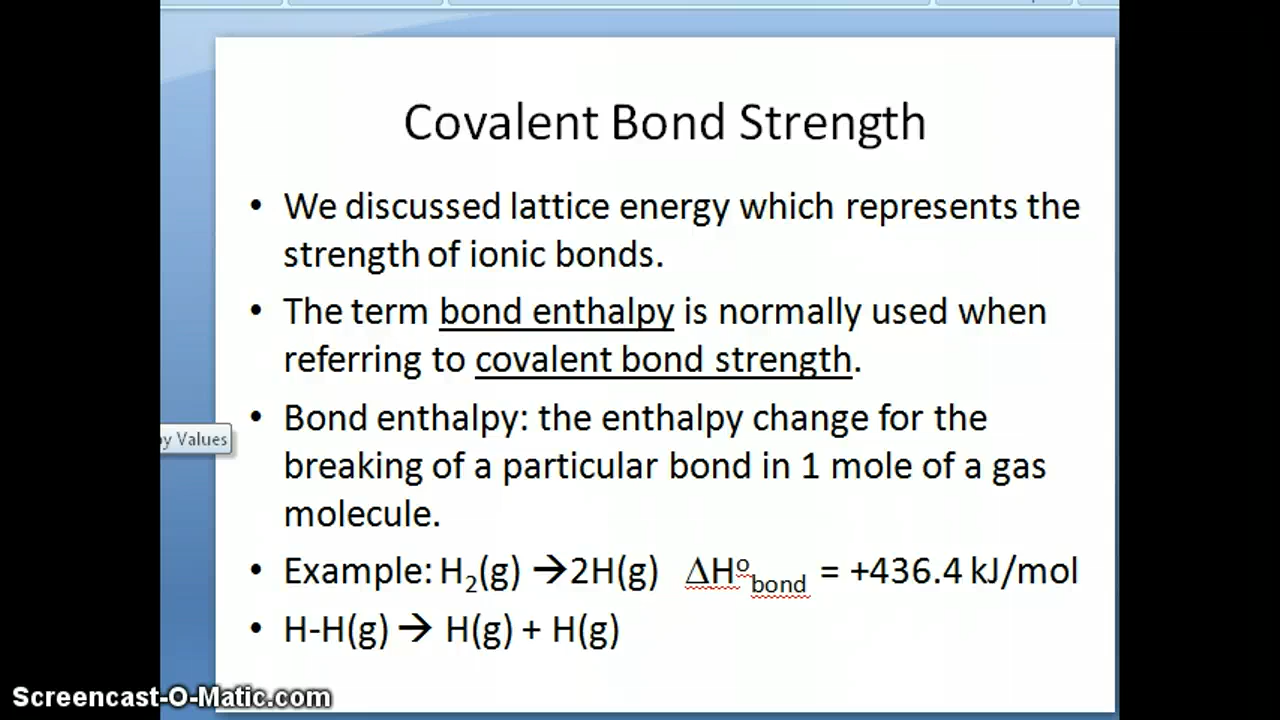 Covalent Bond Strength
• We discussed lattice energy which represents the
strength of ionic bonds.
• The term bond enthalpy is normally used when
referring to covalent bond strength.
• Bond enthalpy: the enthalpy change for the
breaking of a particular bond in 1 mole of a gas
molecule.
• Example: H₂(g) →2H(g) ΔHº bond = +436.4 kJ/mol
• H-H(g) → H(g) + H(g)
y Values
Screencast-O-Matic.com